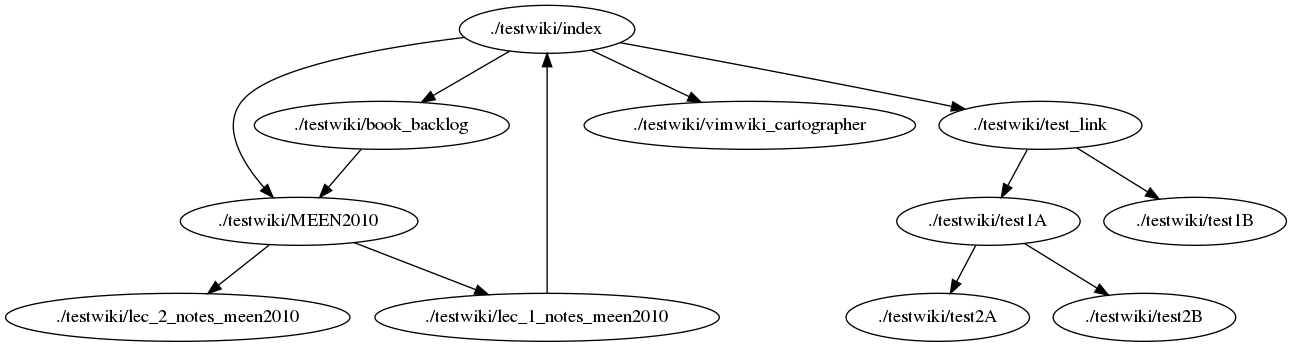 ./testwiki/index
./testwiki/book_backlog
./testwiki/vimwiki_cartographer
./testwiki/test_link
./testwiki/MEEN2010
./testwiki/test1A
./testwiki/test1B
./testwiki/lec_2_notes_meen2010
./testwiki/lec_1_notes_meen2010
./testwiki/test2A
./testwiki/test2B